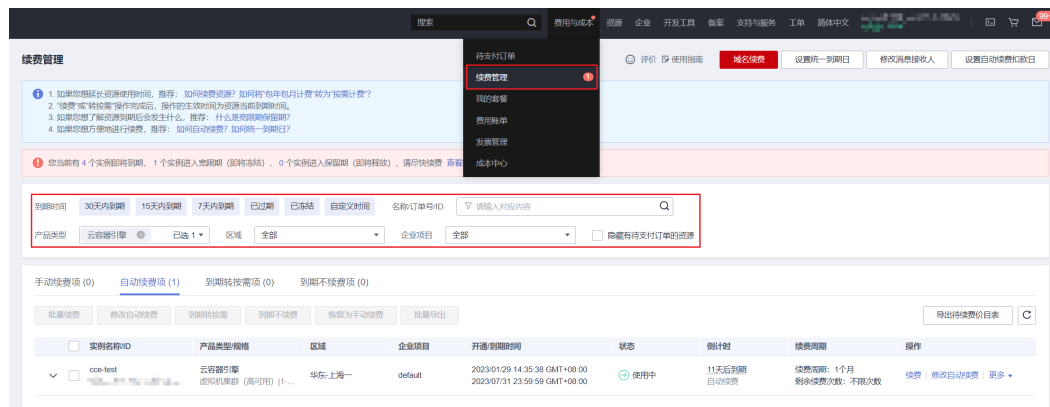 搜索 费用与成本 资源 企业 开发工具 备案 支持与服务 工单 简体中文 99+
续费管理
评价 使用指南 域名续费 设置统一到期日 修改消息接收人 设置自动续费扣款日
待支付订单
续费管理 1
我的套餐
费用账单
发票管理
成本中心
1. 如果您想延长资源使用时间，推荐： 如何续费资源？如何将“包年包月计费”转为“按需计费”？
2. “续费”或“转按需”操作完成后，操作的生效时间为资源当前到期时间。
3. 如果您想了解资源到期后会发生什么，推荐： 什么是宽限期保留期？
4. 如果您想方便地进行续费，推荐： 如何自动续费？如何统一到期日？
您当前有 4 个实例即将到期， 1 个实例进入宽限期（即将冻结）， 0 个实例进入保留期（即将释放），请尽快续费 查看
到期时间 30天内到期 15天内到期 7天内到期 已过期 已冻结 自定义时间 名称/订单号/ID 请输入对应内容
产品类型 云容器引擎 已选 1 区域 全部 企业项目 全部 隐藏有待支付订单的资源
手动续费项 (0) 自动续费项 (1) 到期转按需项 (0) 到期不续费项 (0)
批量续费 修改自动续费 到期转按需 到期不续费 恢复为手动续费 批量导出 导出待续费价目表
实例名称/ID 产品类型/规格 区域 企业项目 开通/到期时间 状态 倒计时 续费周期 操作
cce-test 云容器引擎 华东-上海一 default 2023/01/29 14:35:38 GMT+08:00 使用中 11天后到期 续费周期：1个月 续费 修改自动续费 更多
虚拟机集群（高可用）|1-... 2023/07/31 23:59:59 GMT+08:00 自动续费 剩余续费次数：不限次数